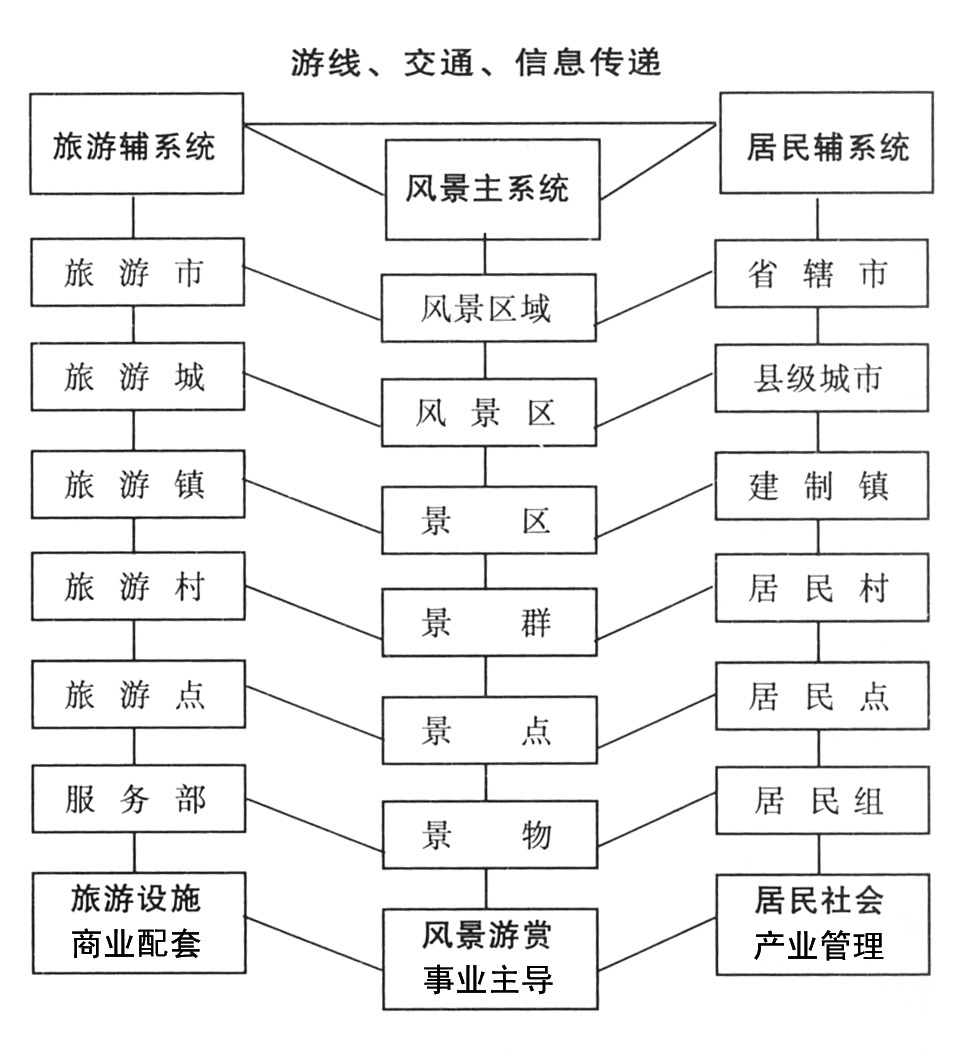 游线、交通、信息传递
旅游辅系统
风景主系统
居民辅系统
旅游市
风景区域
省辖市
旅游城
风景区
县级城市
旅游镇
景区
建制镇
旅游村
景群
居民村
旅游点
景点
居民点
服务部
景物
居民组
旅游设施
商业配套
风景游赏
事业主导
居民社会
产业管理